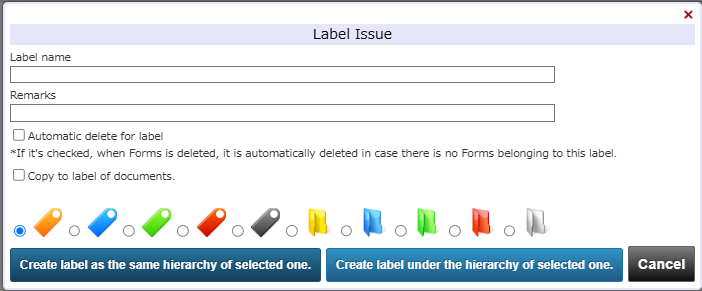 Label Issue
Label name
Remarks
Automatic delete for label
*If it's checked, when Forms is deleted, it is automatically deleted in case there is no Forms belonging to this label.
Copy to label of documents.
Create label as the same hierarchy of selected one. Create label under the hierarchy of selected one. Cancel